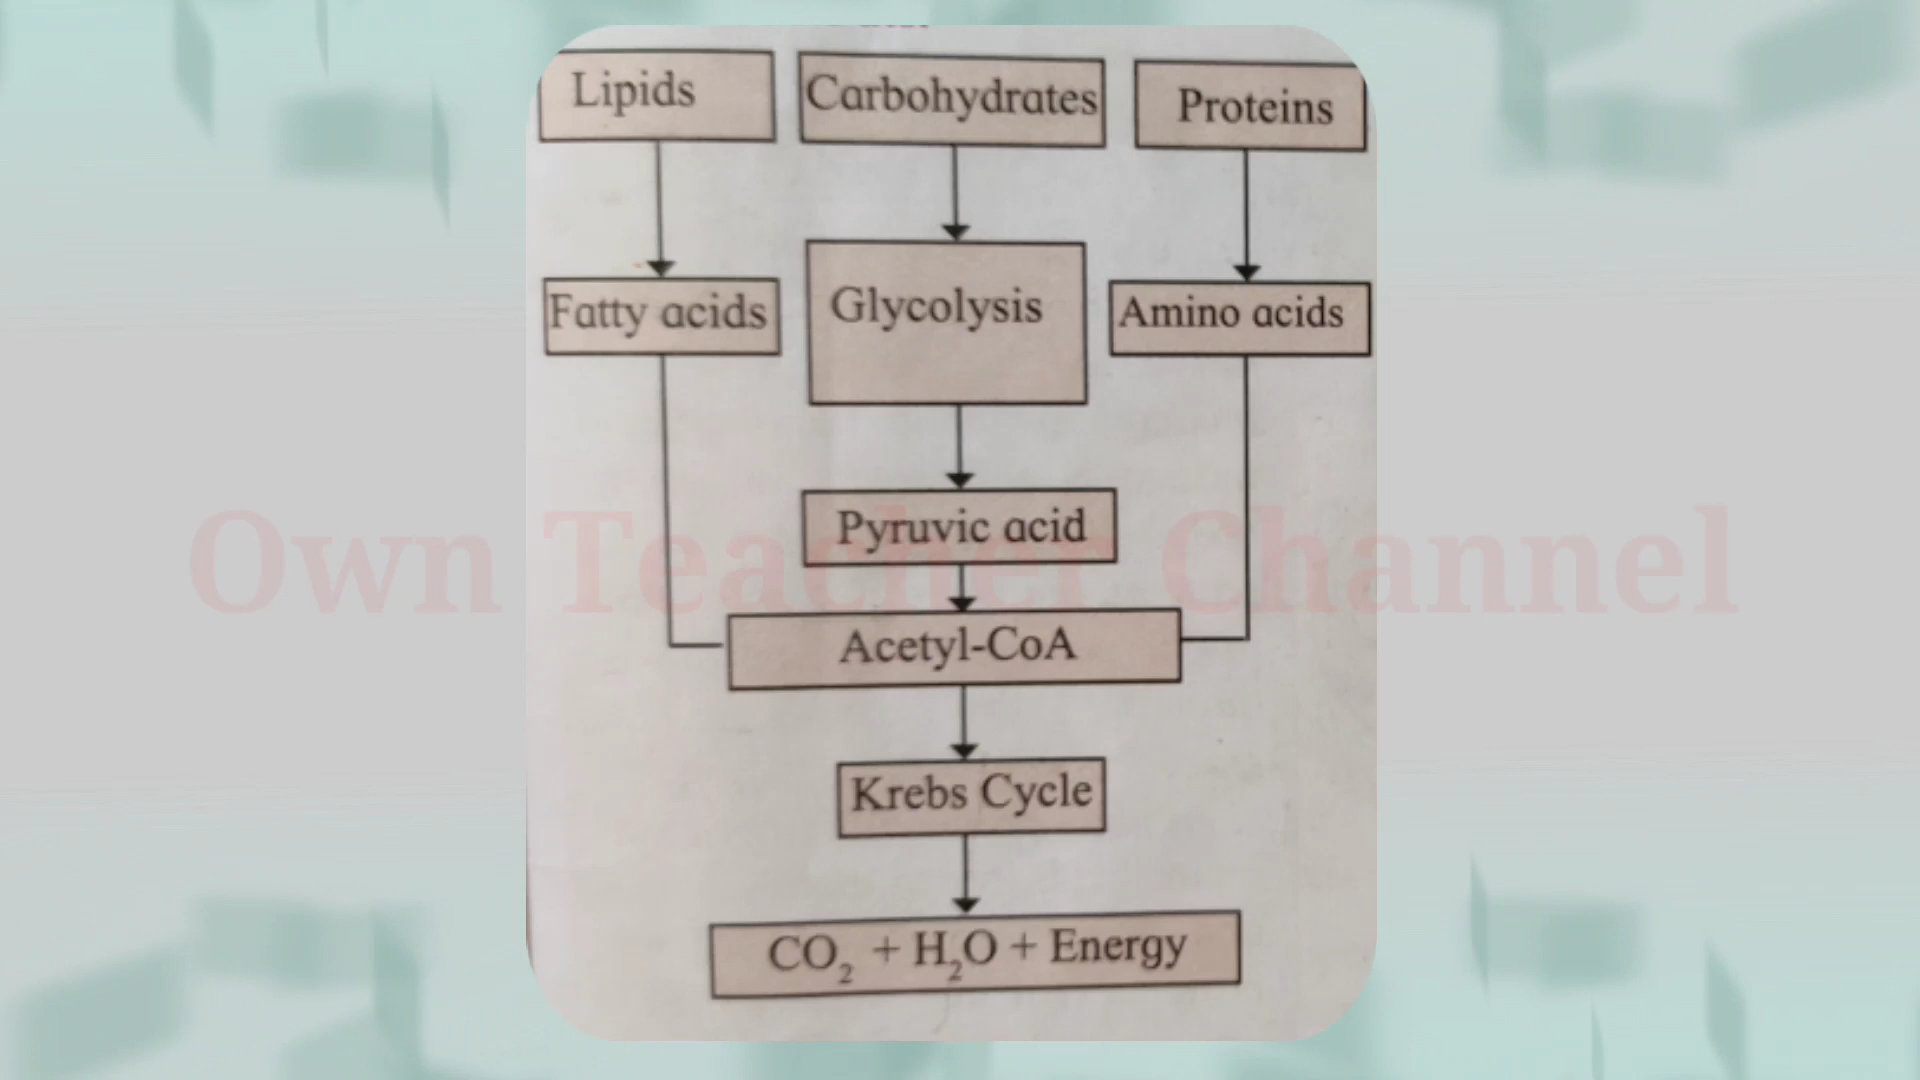 Lipids
Carbohydrates
Proteins
Fatty acids
Glycolysis
Amino acids
Pyruvic acid
Own Teacher Channel
Acetyl-CoA
Krebs Cycle
CO₂ + H₂O + Energy